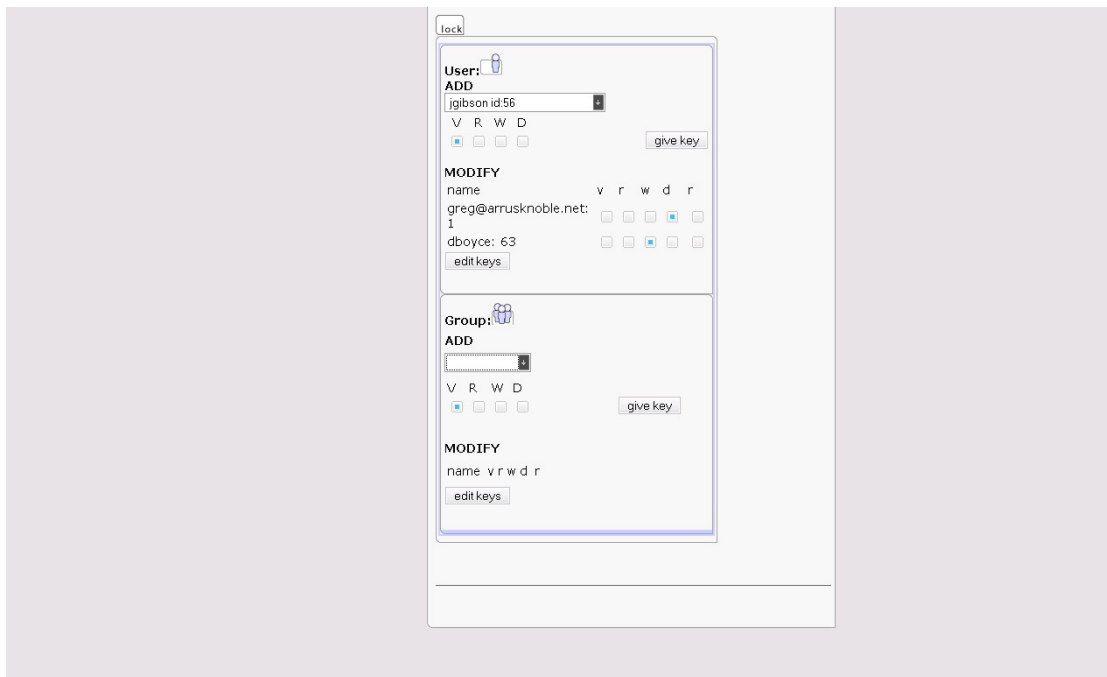 lock
User:
ADD
jgibson id:56
V R W D
give key
MODIFY
name v r w d r
greg@arrusknoble.net:
1
dboyce: 63
edit keys
Group:
ADD
V R W D
give key
MODIFY
name v r w d r
edit keys